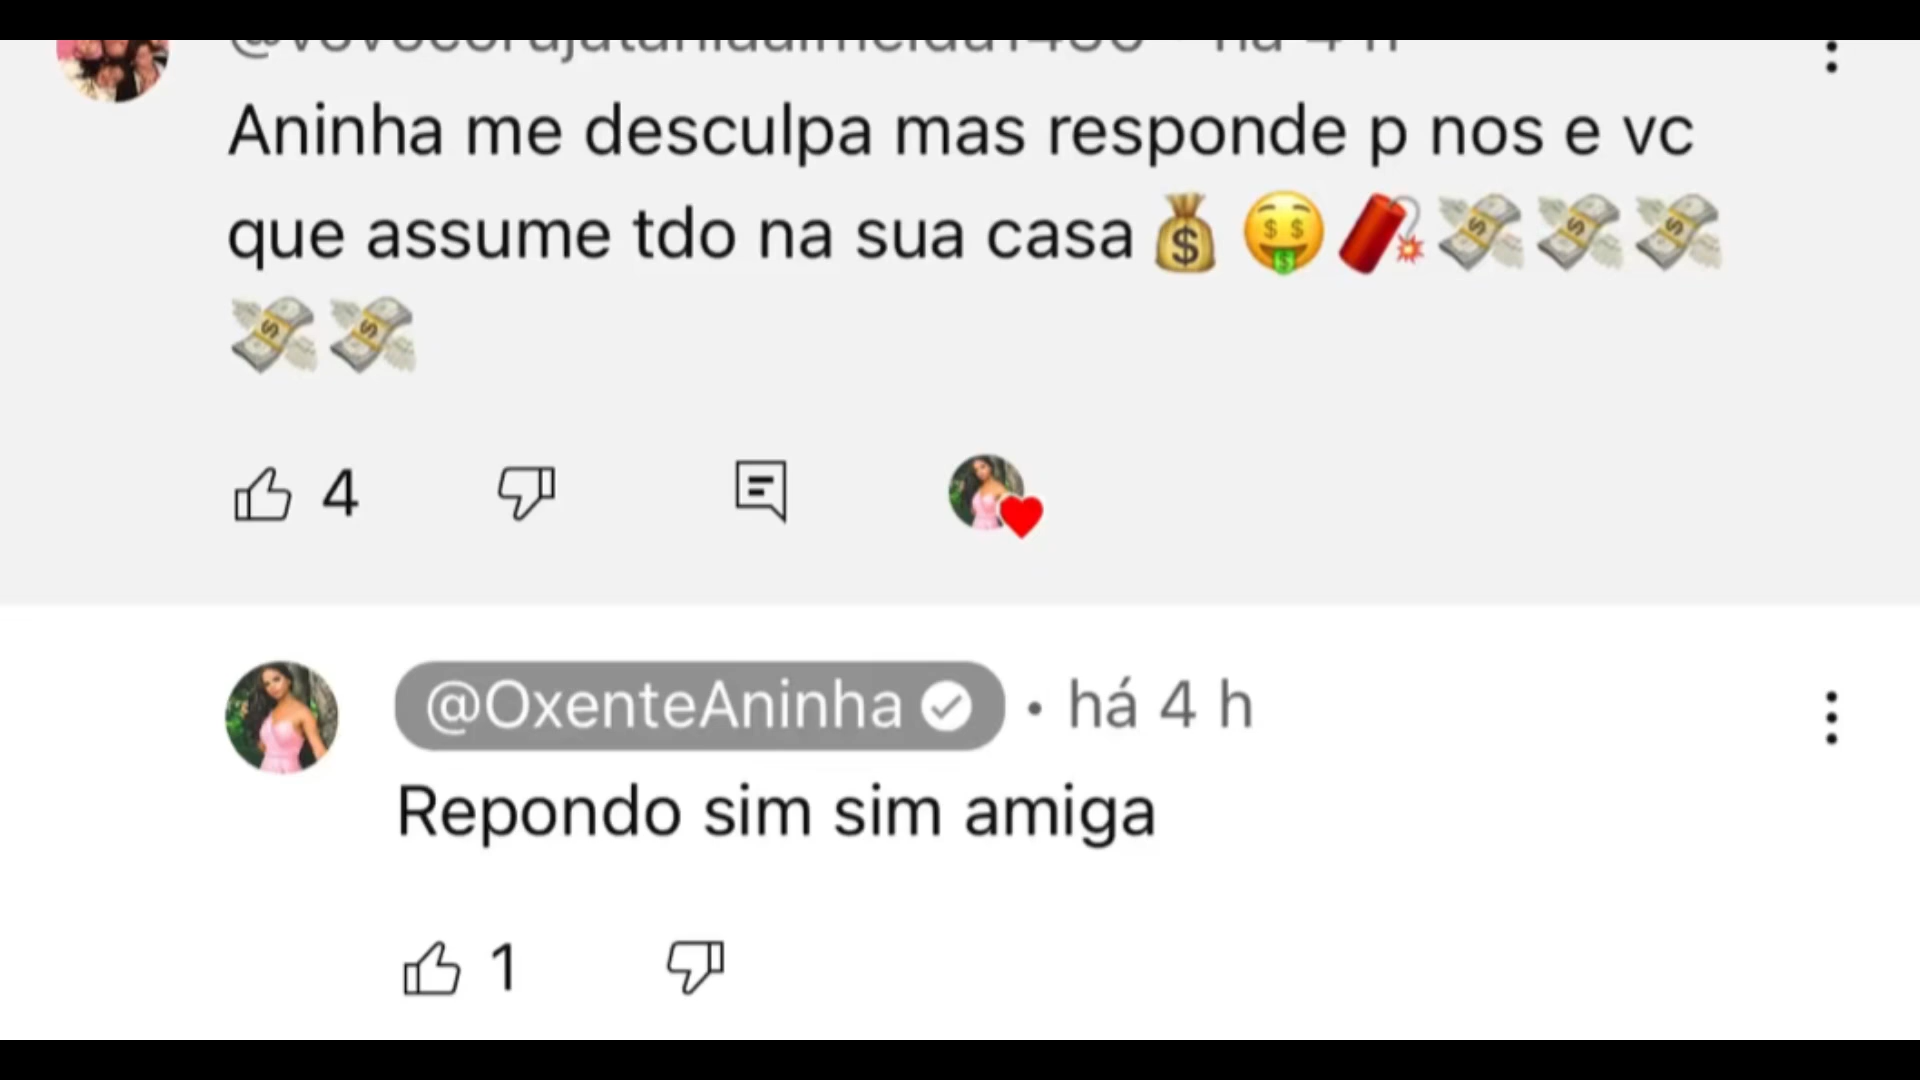 Aninha me desculpa mas responde p nos e vc
que assume tdo na sua casa💰🤑🧨💸💸💸
💸💸
4
@OxenteAninha • há 4 h
Repondo sim sim amiga
1